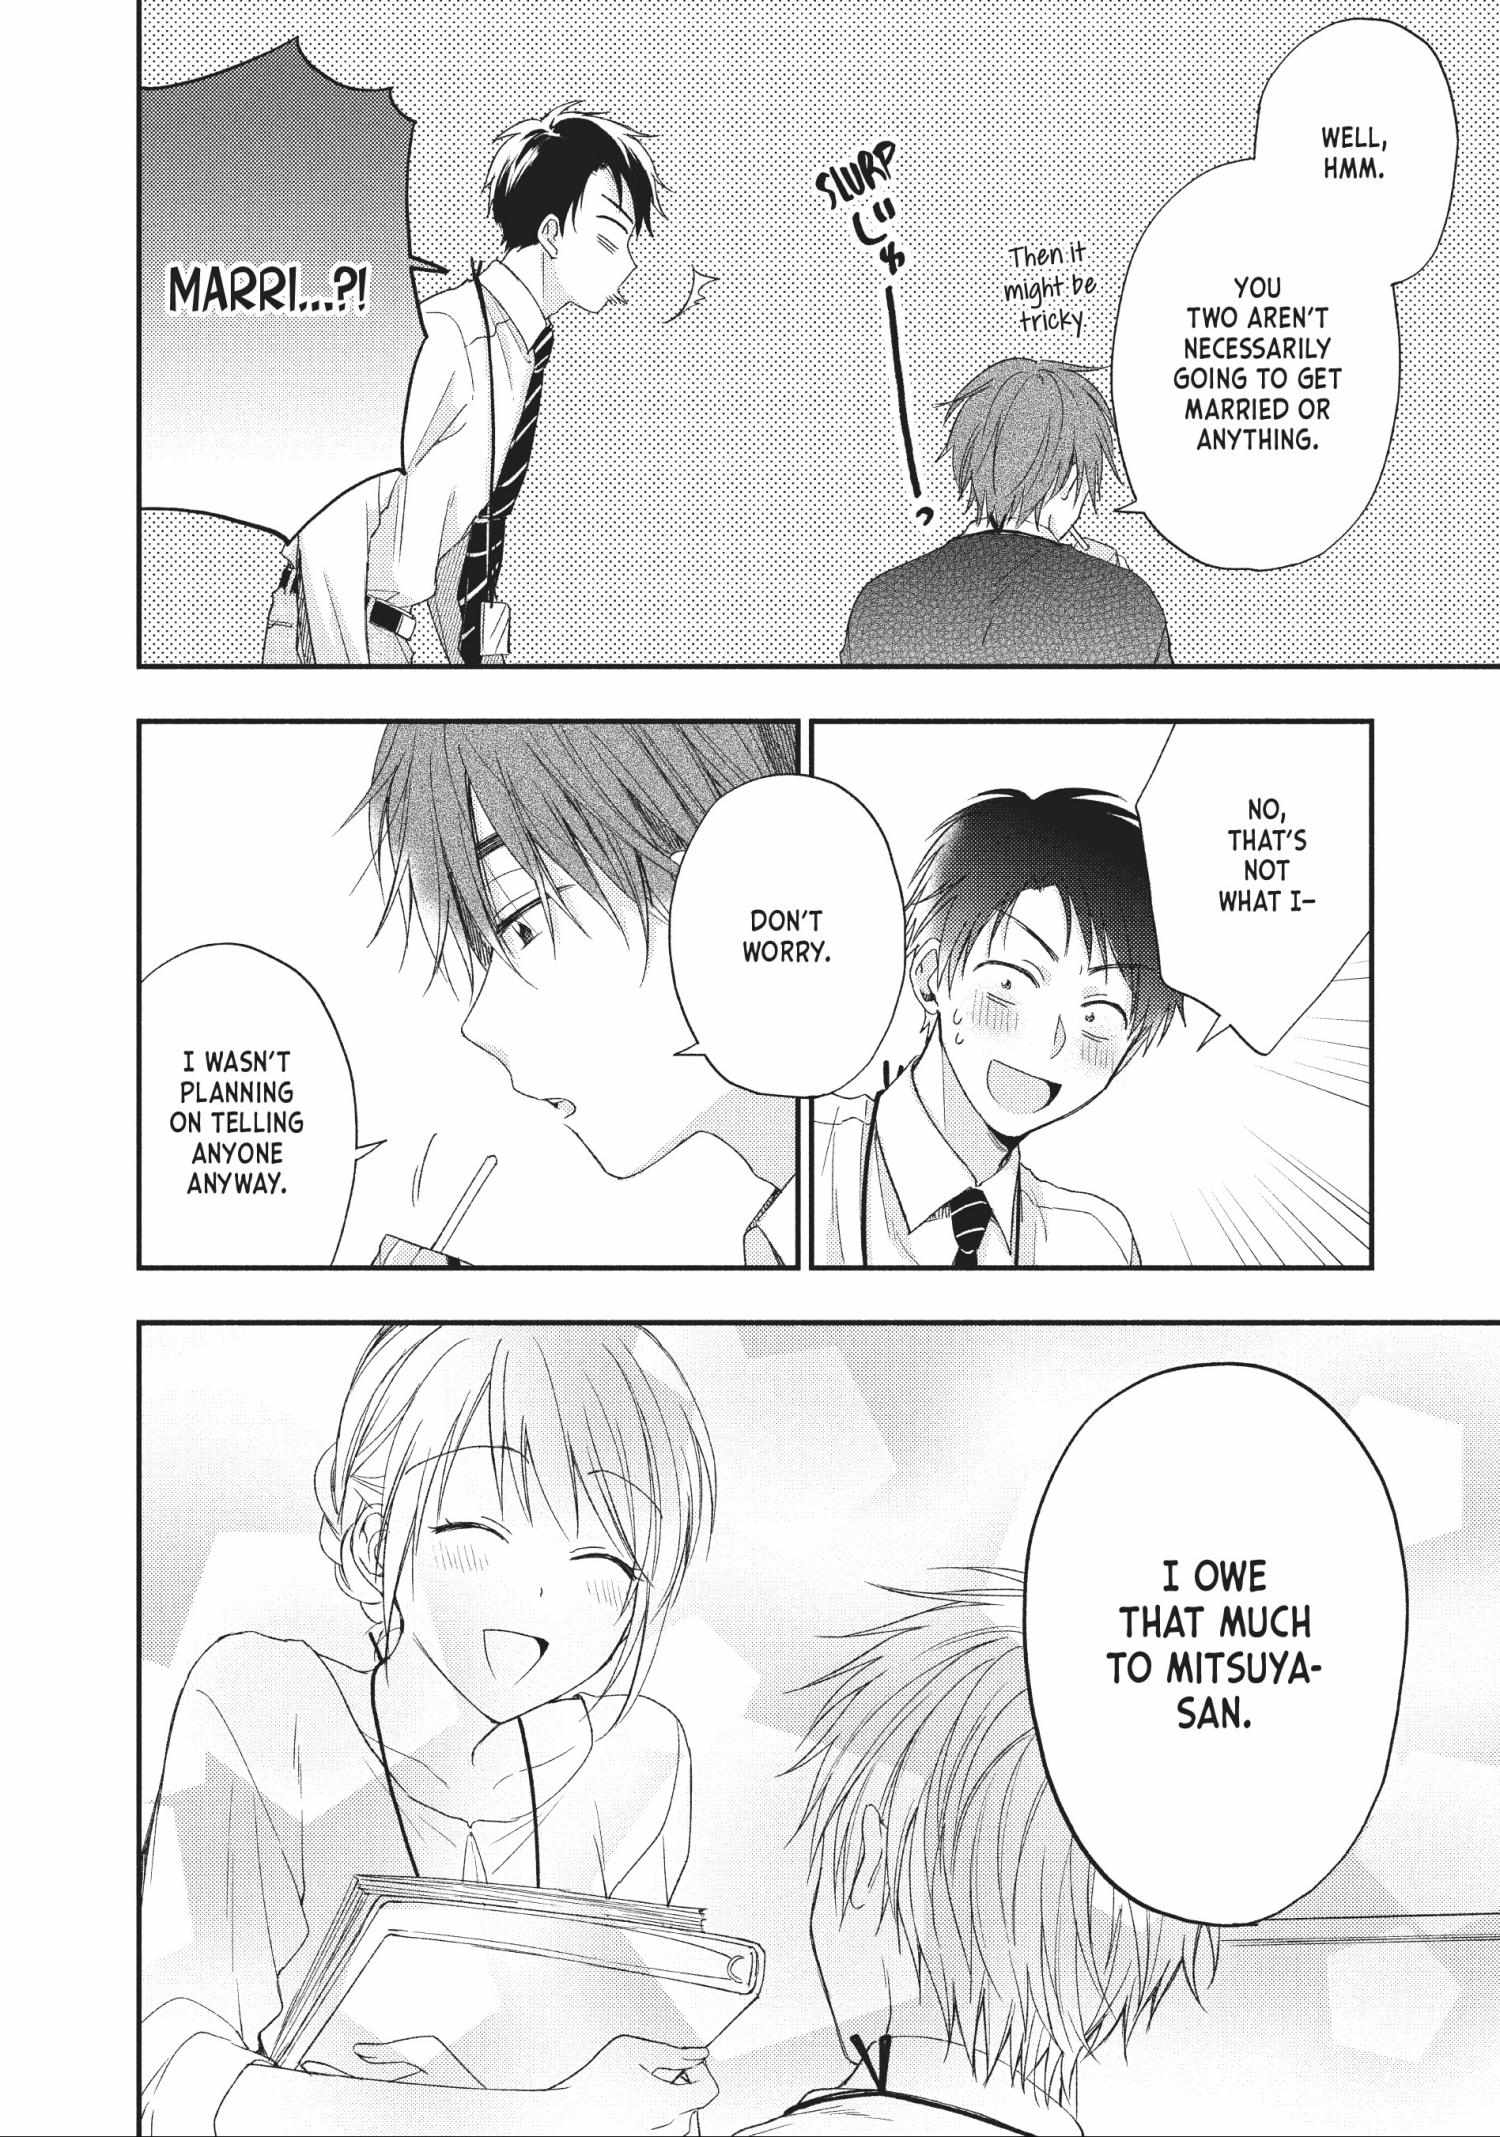 WELL,
HMM.
YOU
TWO AREN'T
NECESSARILY
GOING TO GET
MARRIED OR
ANYTHING.
Then it
might be
tricky
SLURP
じゅーっ
MARRI...?!
NO,
THAT'S
NOT
WHAT I-
DON'T
WORRY.
I WASN'T
PLANNING
ON TELLING
ANYONE
ANYWAY.
I OWE
THAT MUCH
TO MITSUYA-
SAN.